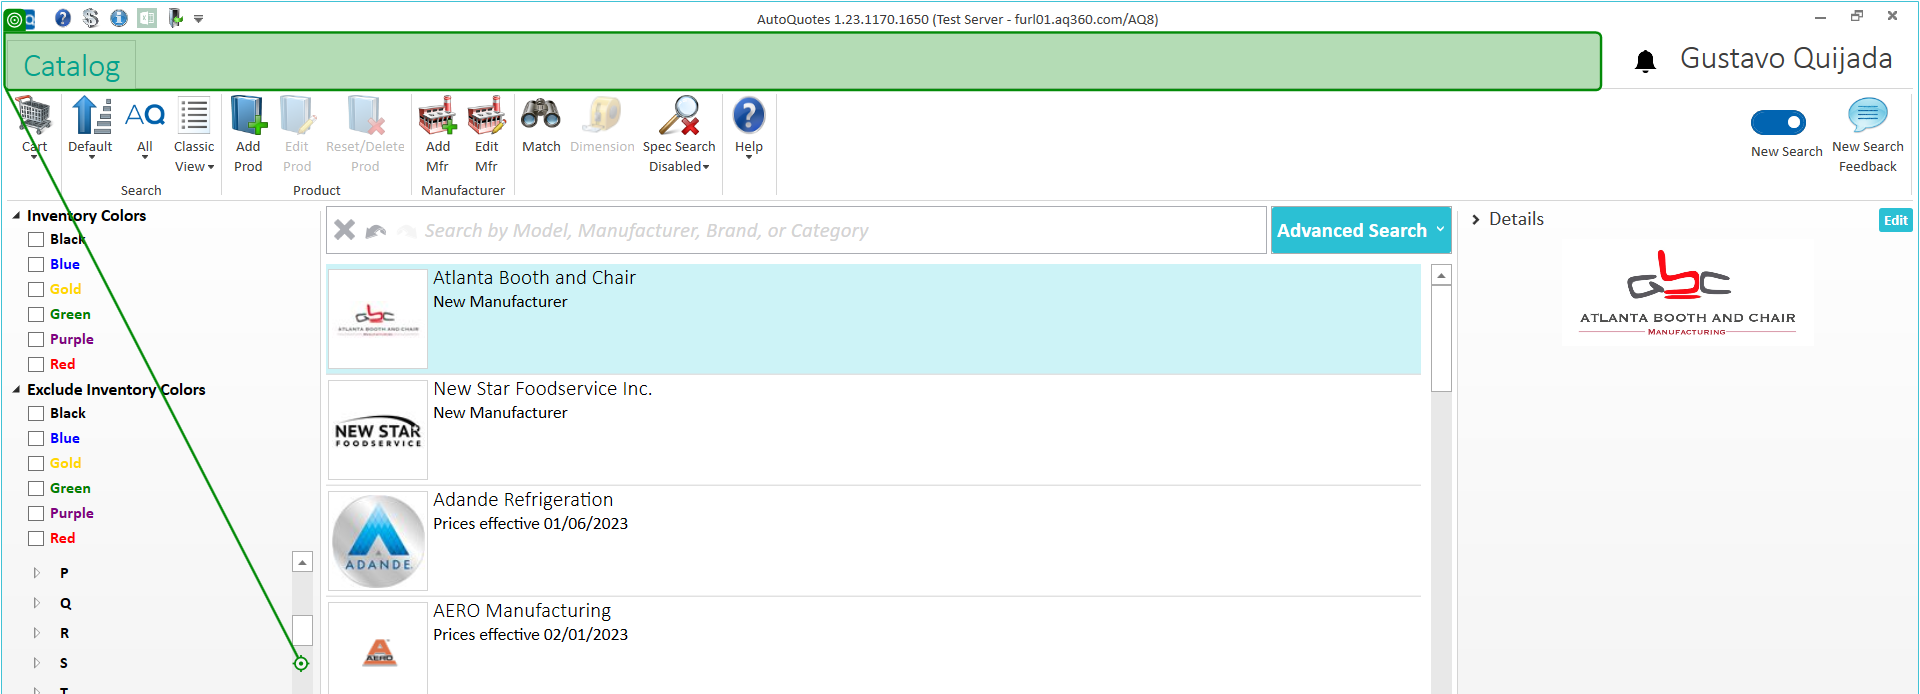 AutoQuotes 1.23.1170.1650 (Test Server - furl01.aq360.com/AQ8)
Catalog
Gustavo Quijada
Cart
Default
All
Classic View
Search
Add Prod
Edit Prod
Reset/Delete Prod
Product
Add Mfr
Edit Mfr
Manufacturer
Match
Dimension
Spec Search Disabled
Help
New Search
New Search Feedback
Inventory Colors
Black
Blue
Gold
Green
Purple
Red
Exclude Inventory Colors
Black
Blue
Gold
Green
Purple
Red
P
Q
R
S
T
Search by Model, Manufacturer, Brand, or Category
Advanced Search
Atlanta Booth and Chair
New Manufacturer
GbC
ATLANTA BOOTH AND CHAIR
MANUFACTURING
New Star Foodservice Inc.
New Manufacturer
NEW STAR
FOODSERVICE
Adande Refrigeration
Prices effective 01/06/2023
ADANDE
AERO Manufacturing
Prices effective 02/01/2023
AERO
Details
Edit
GbC
ATLANTA BOOTH AND CHAIR
MANUFACTURING